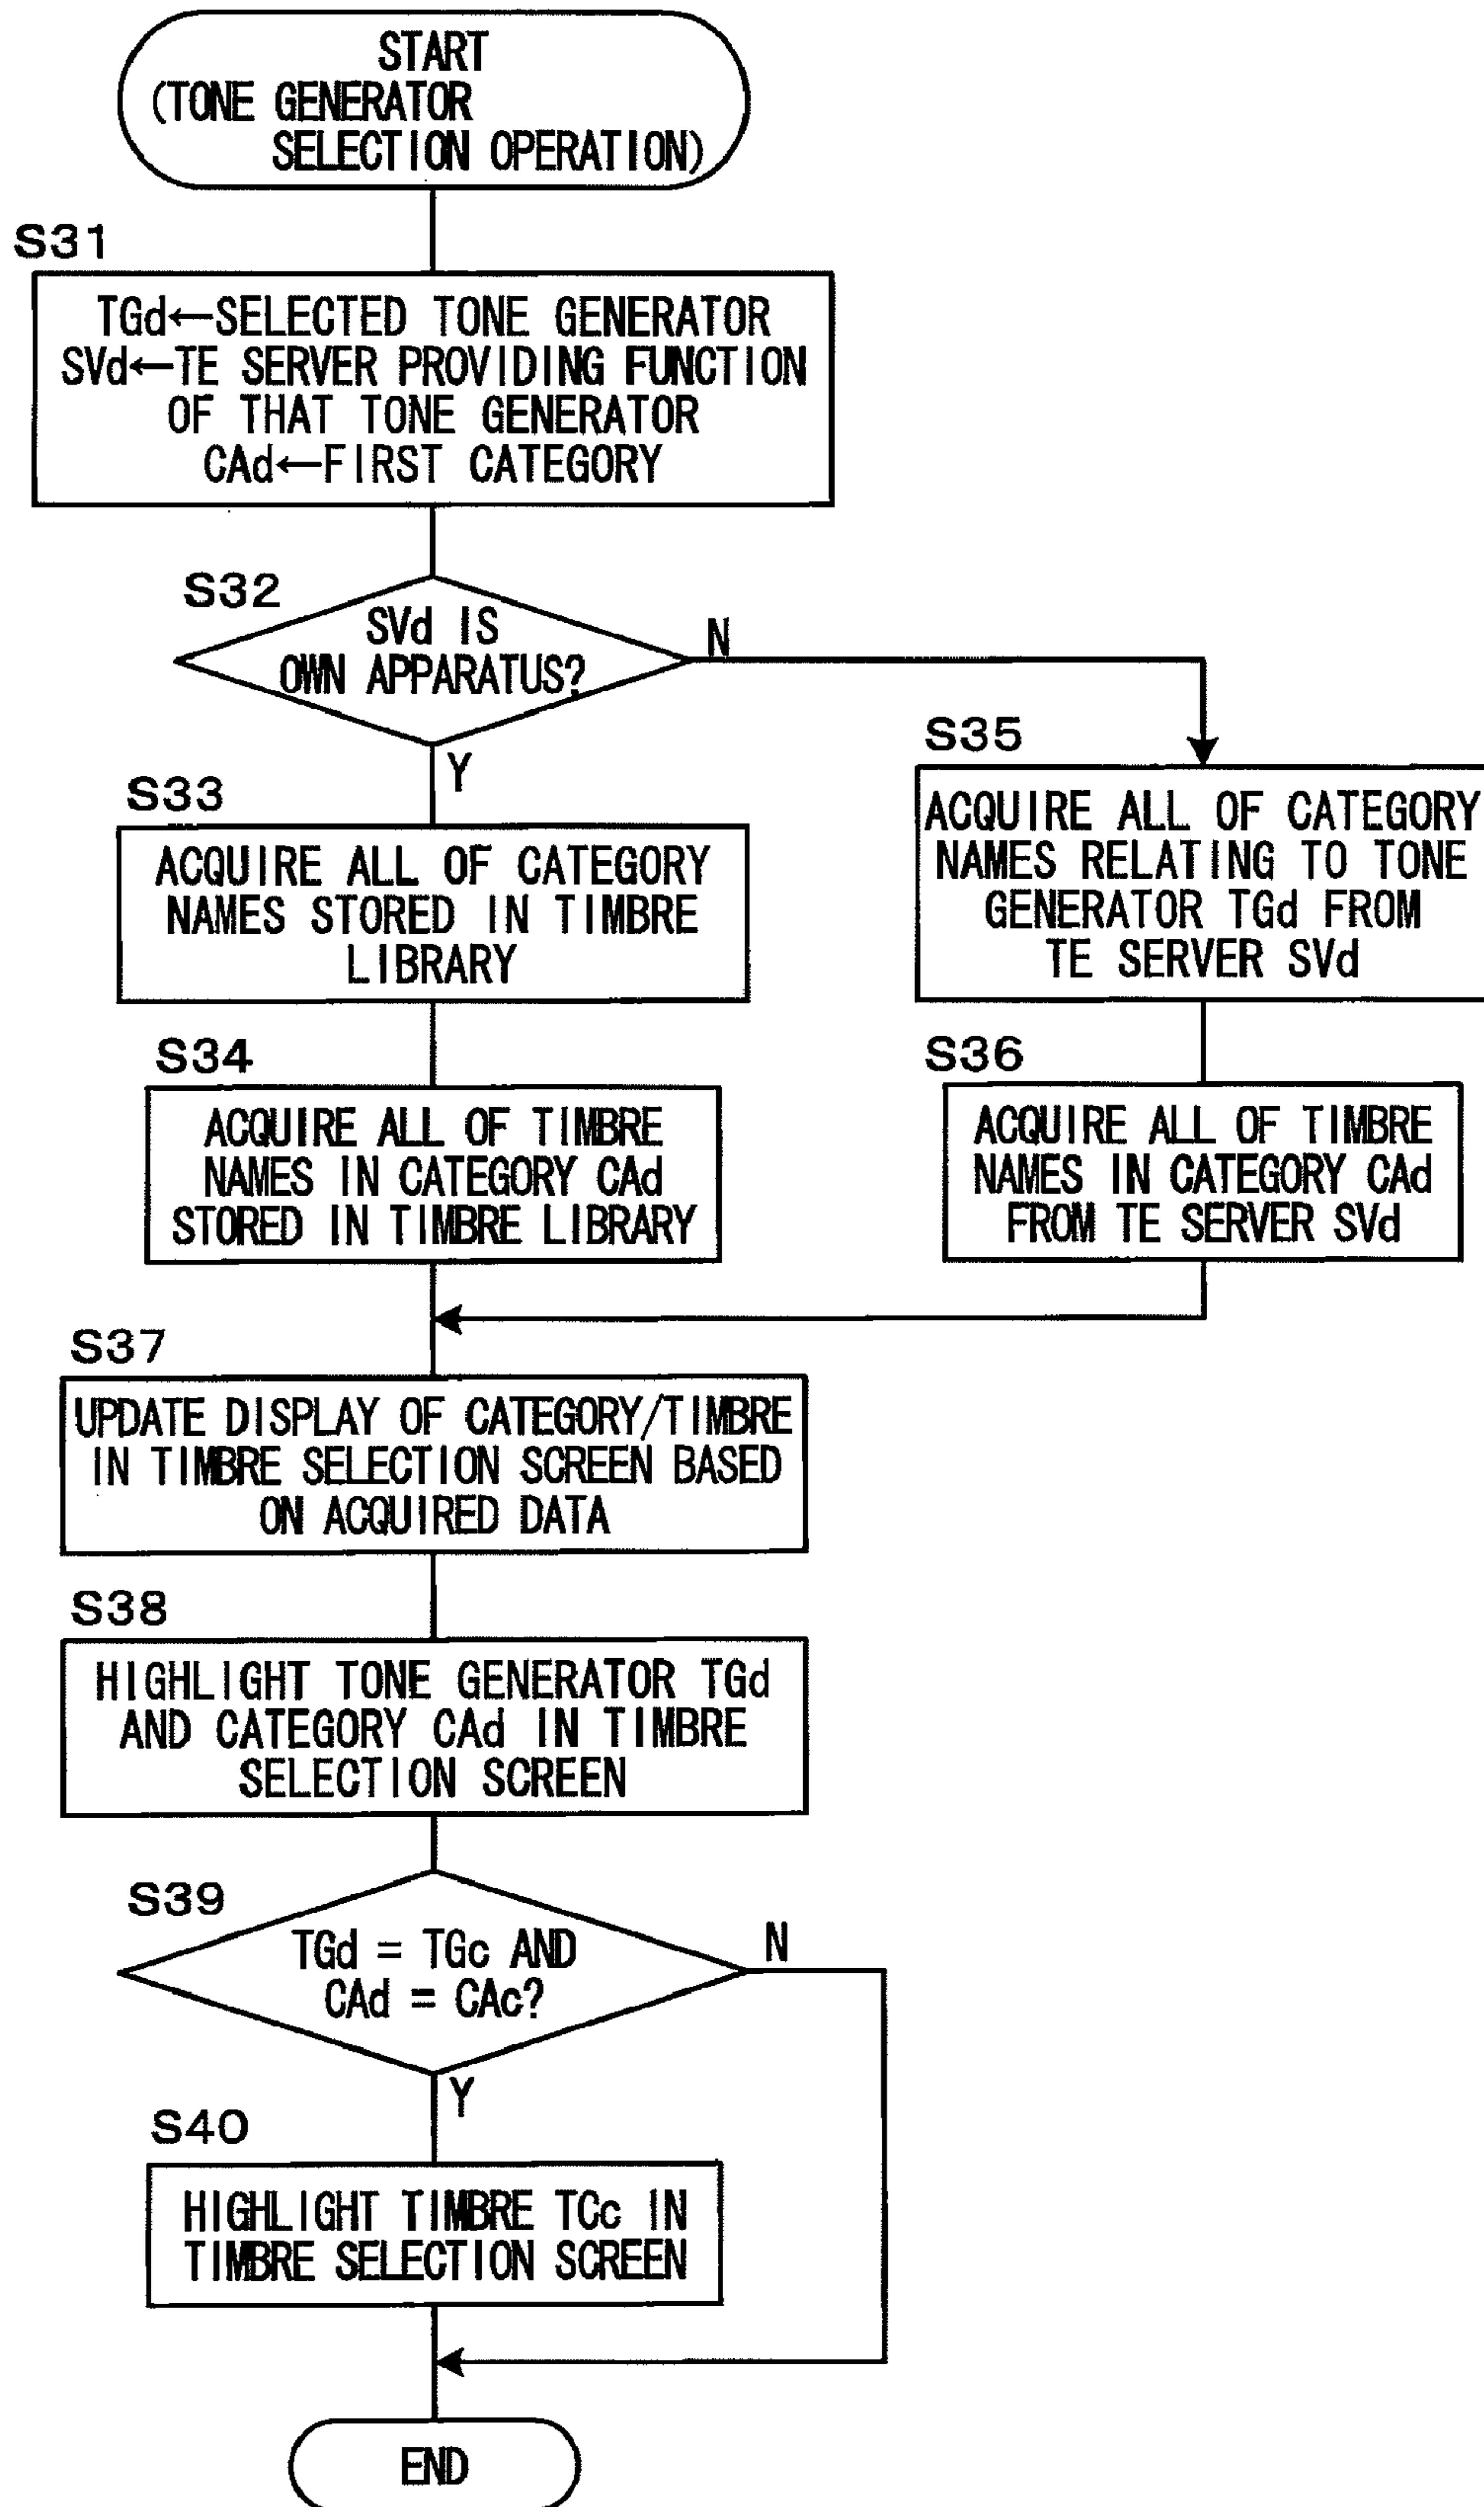 START
(TONE GENERATOR
SELECTION OPERATION)
S31
TGd←SELECTED TONE GENERATOR
SVd←TE SERVER PROVIDING FUNCTION
OF THAT TONE GENERATOR
CAd←FIRST CATEGORY
S32
SVd IS
OWN APPARATUS?
N
Y
S33
ACQUIRE ALL OF CATEGORY
NAMES STORED IN TIMBRE
LIBRARY
S34
ACQUIRE ALL OF TIMBRE
NAMES IN CATEGORY CAd
STORED IN TIMBRE LIBRARY
S35
ACQUIRE ALL OF CATEGORY
NAMES RELATING TO TONE
GENERATOR TGd FROM
TE SERVER SVd
S36
ACQUIRE ALL OF TIMBRE
NAMES IN CATEGORY CAd
FROM TE SERVER SVd
S37
UPDATE DISPLAY OF CATEGORY/TIMBRE
IN TIMBRE SELECTION SCREEN BASED
ON ACQUIRED DATA
S38
HIGHLIGHT TONE GENERATOR TGd
AND CATEGORY CAd IN TIMBRE
SELECTION SCREEN
S39
TGd = TGc AND
CAd = CAc?
N
Y
S40
HIGHLIGHT TIMBRE TCc IN
TIMBRE SELECTION SCREEN
END